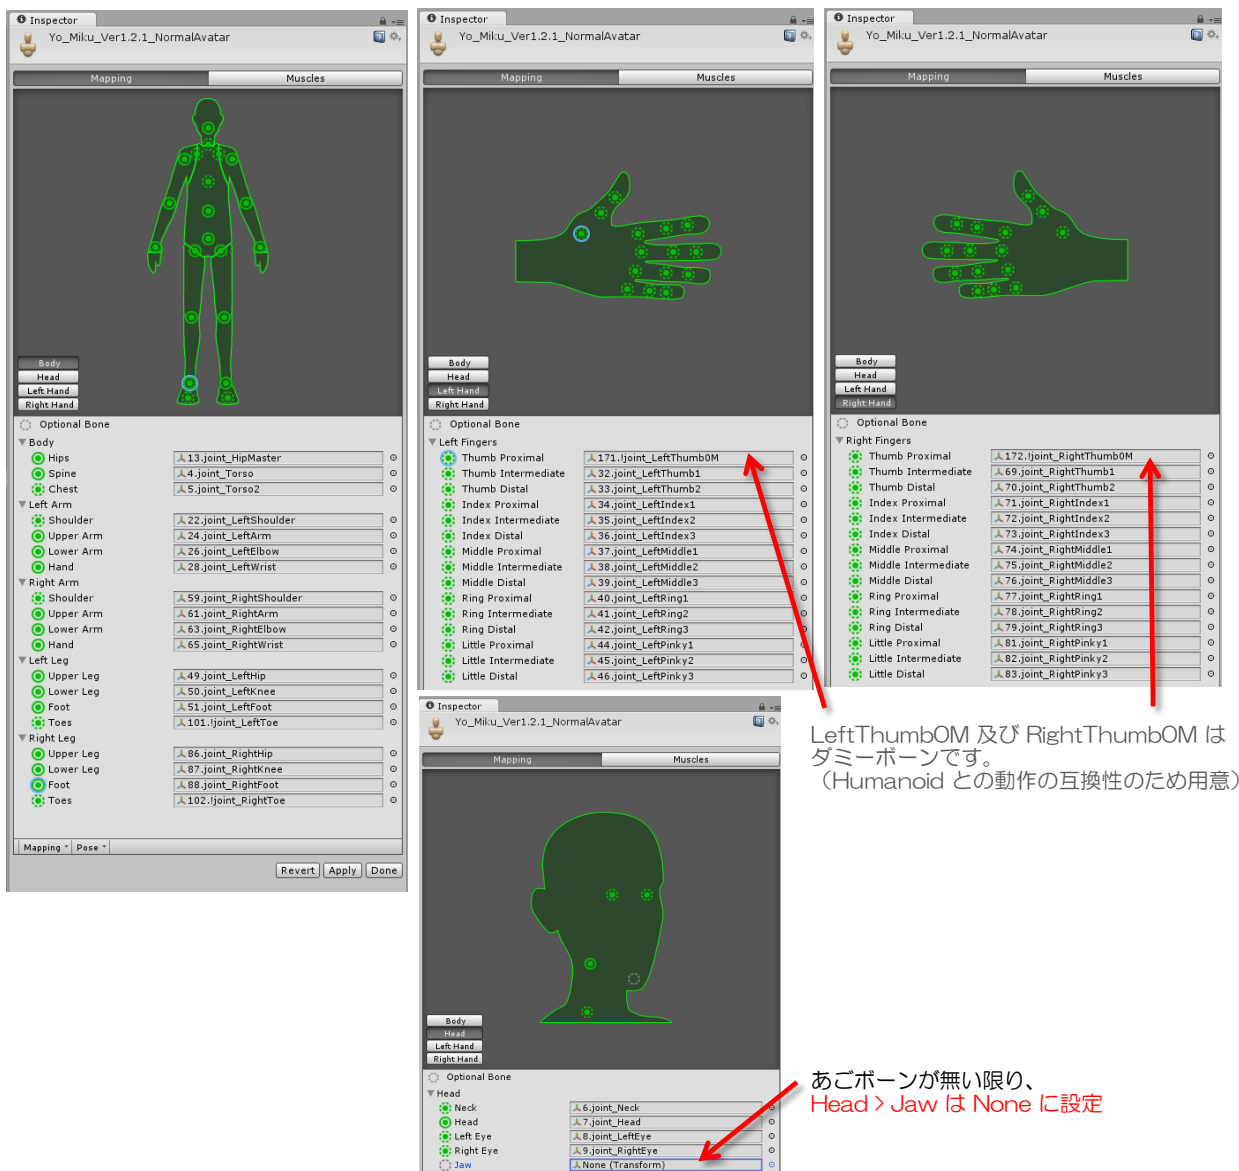 Inspector
Yo_Miku_Ver1.2.1_NormalAvatar
Mapping Muscles
Body
Head
Left Hand
Right Hand
Optional Bone
Body
Hips 13.joint_HipMaster
Spine 4.joint_Torso
Chest 5.joint_Torso2
Left Arm
Shoulder 22.joint_LeftShoulder
Upper Arm 24.joint_LeftArm
Lower Arm 26.joint_LeftElbow
Hand 28.joint_LeftWrist
Right Arm
Shoulder 59.joint_RightShoulder
Upper Arm 61.joint_RightArm
Lower Arm 63.joint_RightElbow
Hand 65.joint_RightWrist
Left Leg
Upper Leg 49.joint_LeftHip
Lower Leg 50.joint_LeftKnee
Foot 51.joint_LeftFoot
Toes 101.!joint_LeftToe
Right Leg
Upper Leg 86.joint_RightHip
Lower Leg 87.joint_RightKnee
Foot 88.joint_RightFoot
Toes 102.!joint_RightToe
Mapping Pose
Revert Apply Done
Inspector
Yo_Miku_Ver1.2.1_NormalAvatar
Mapping Muscles
Body
Head
Left Hand
Right Hand
Optional Bone
Left Fingers
Thumb Proximal 171.!joint_LeftThumb0M
Thumb Intermediate 32.joint_LeftThumb1
Thumb Distal 33.joint_LeftThumb2
Index Proximal 34.joint_LeftIndex1
Index Intermediate 35.joint_LeftIndex2
Index Distal 36.joint_LeftIndex3
Middle Proximal 37.joint_LeftMiddle1
Middle Intermediate 38.joint_LeftMiddle2
Middle Distal 39.joint_LeftMiddle3
Ring Proximal 40.joint_LeftRing1
Ring Intermediate 41.joint_LeftRing2
Ring Distal 42.joint_LeftRing3
Little Proximal 44.joint_LeftPinky1
Little Intermediate 45.joint_LeftPinky2
Little Distal 46.joint_LeftPinky3
Inspector
Yo_Miku_Ver1.2.1_NormalAvatar
Mapping Muscles
Body
Head
Left Hand
Right Hand
Optional Bone
Right Fingers
Thumb Proximal 172.!joint_RightThumb0M
Thumb Intermediate 69.joint_RightThumb1
Thumb Distal 70.joint_RightThumb2
Index Proximal 71.joint_RightIndex1
Index Intermediate 72.joint_RightIndex2
Index Distal 73.joint_RightIndex3
Middle Proximal 74.joint_RightMiddle1
Middle Intermediate 75.joint_RightMiddle2
Middle Distal 76.joint_RightMiddle3
Ring Proximal 77.joint_RightRing1
Ring Intermediate 78.joint_RightRing2
Ring Distal 79.joint_RightRing3
Little Proximal 81.joint_RightPinky1
Little Intermediate 82.joint_RightPinky2
Little Distal 83.joint_RightPinky3
LeftThumb0M 及び RightThumb0M は
ダミーボーンです。
（Humanoid との動作の互換性のため用意）
Inspector
Yo_Miku_Ver1.2.1_NormalAvatar
Mapping Muscles
Body
Head
Left Hand
Right Hand
Optional Bone
Head
Neck 6.joint_Neck
Head 7.joint_Head
Left Eye 8.joint_LeftEye
Right Eye 9.joint_RightEye
Jaw None (Transform)
あごボーンが無い限り、
Head > Jaw は None に設定